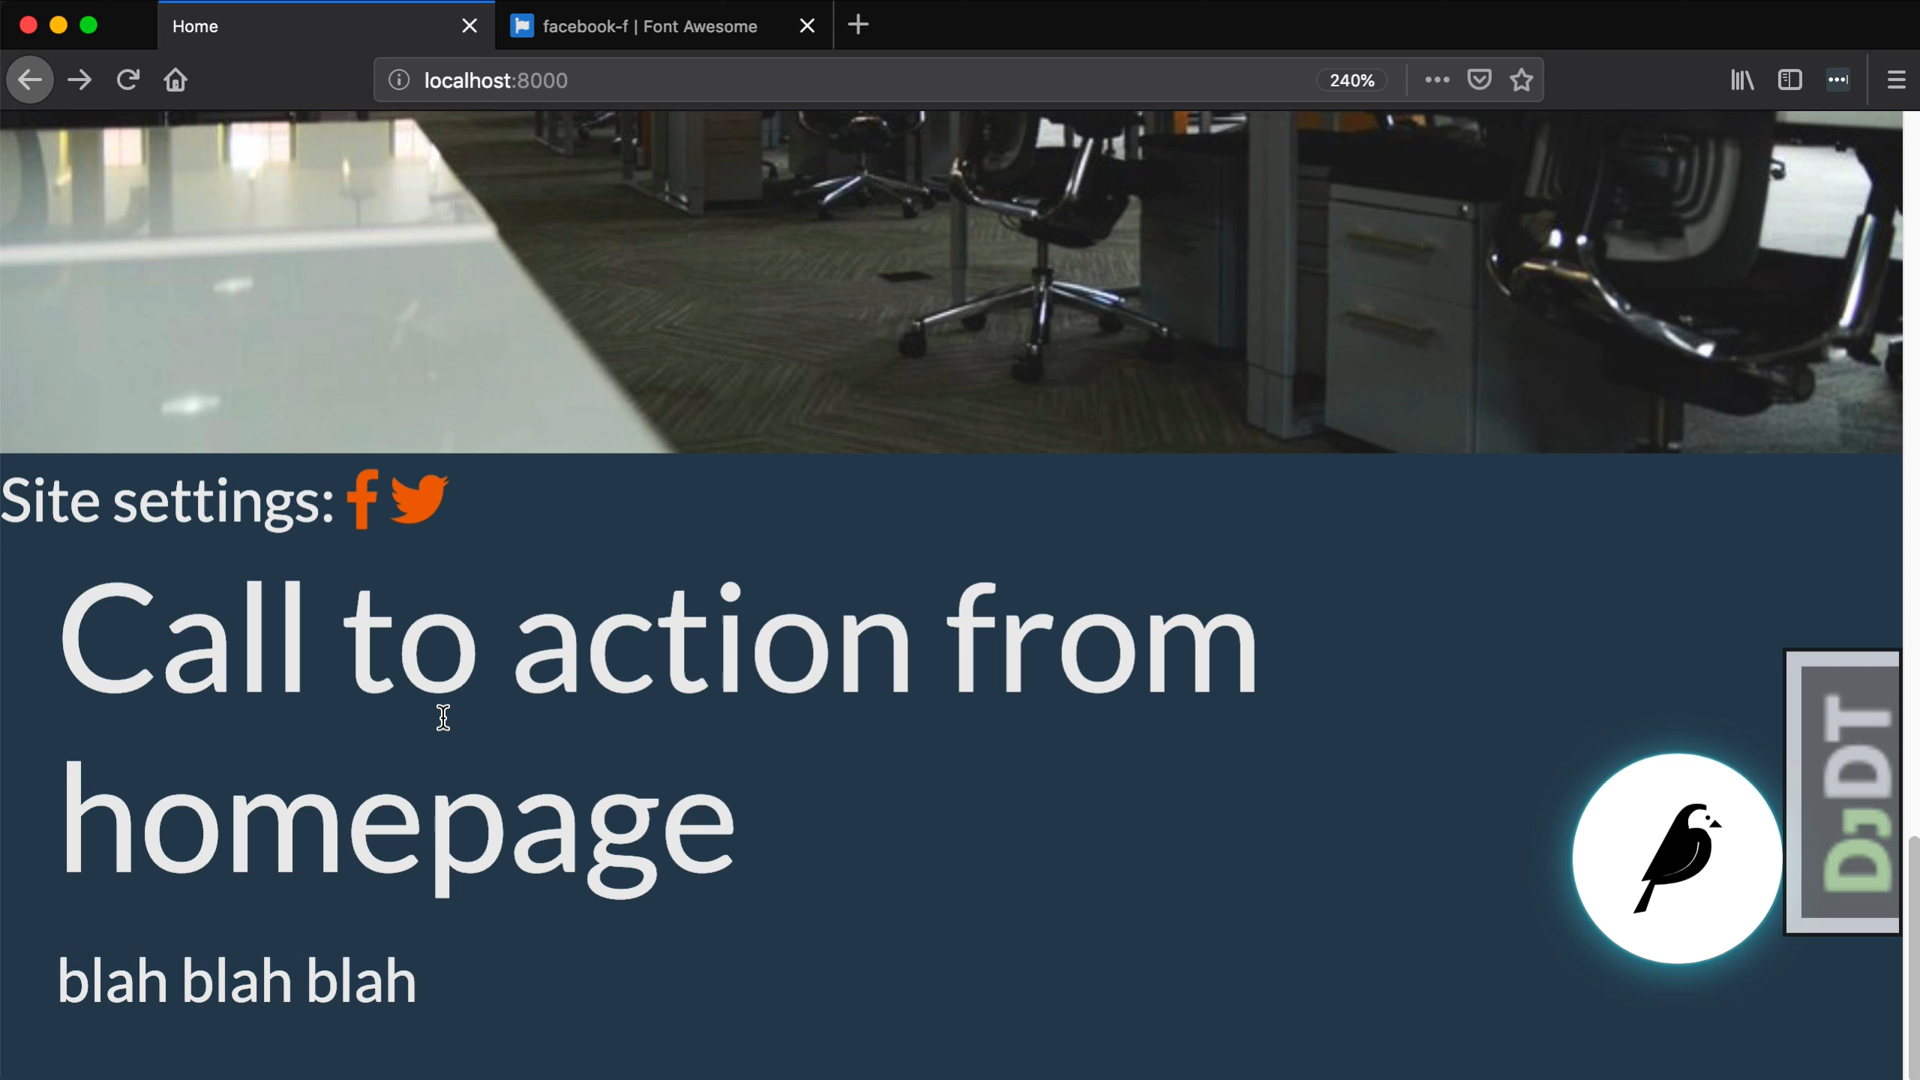 Home
facebook-f | Font Awesome
localhost:8000
240%
Site settings:
Call to action from
homepage
blah blah blah
DJDT